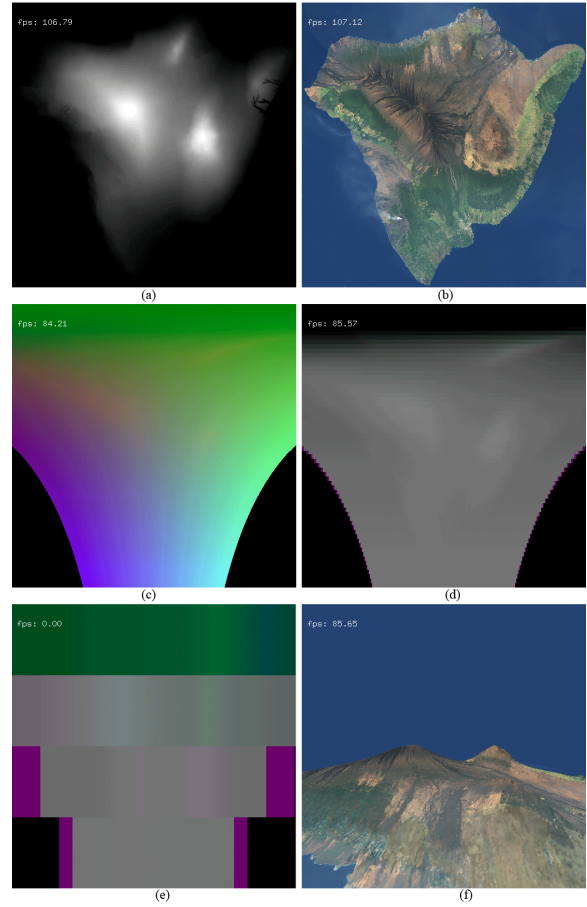 fps: 106.79
fps: 107.12
(a)
(b)
fps: 84.21
fps: 85.57
(c)
(d)
fps: 0.00
fps: 85.65
(e)
(f)